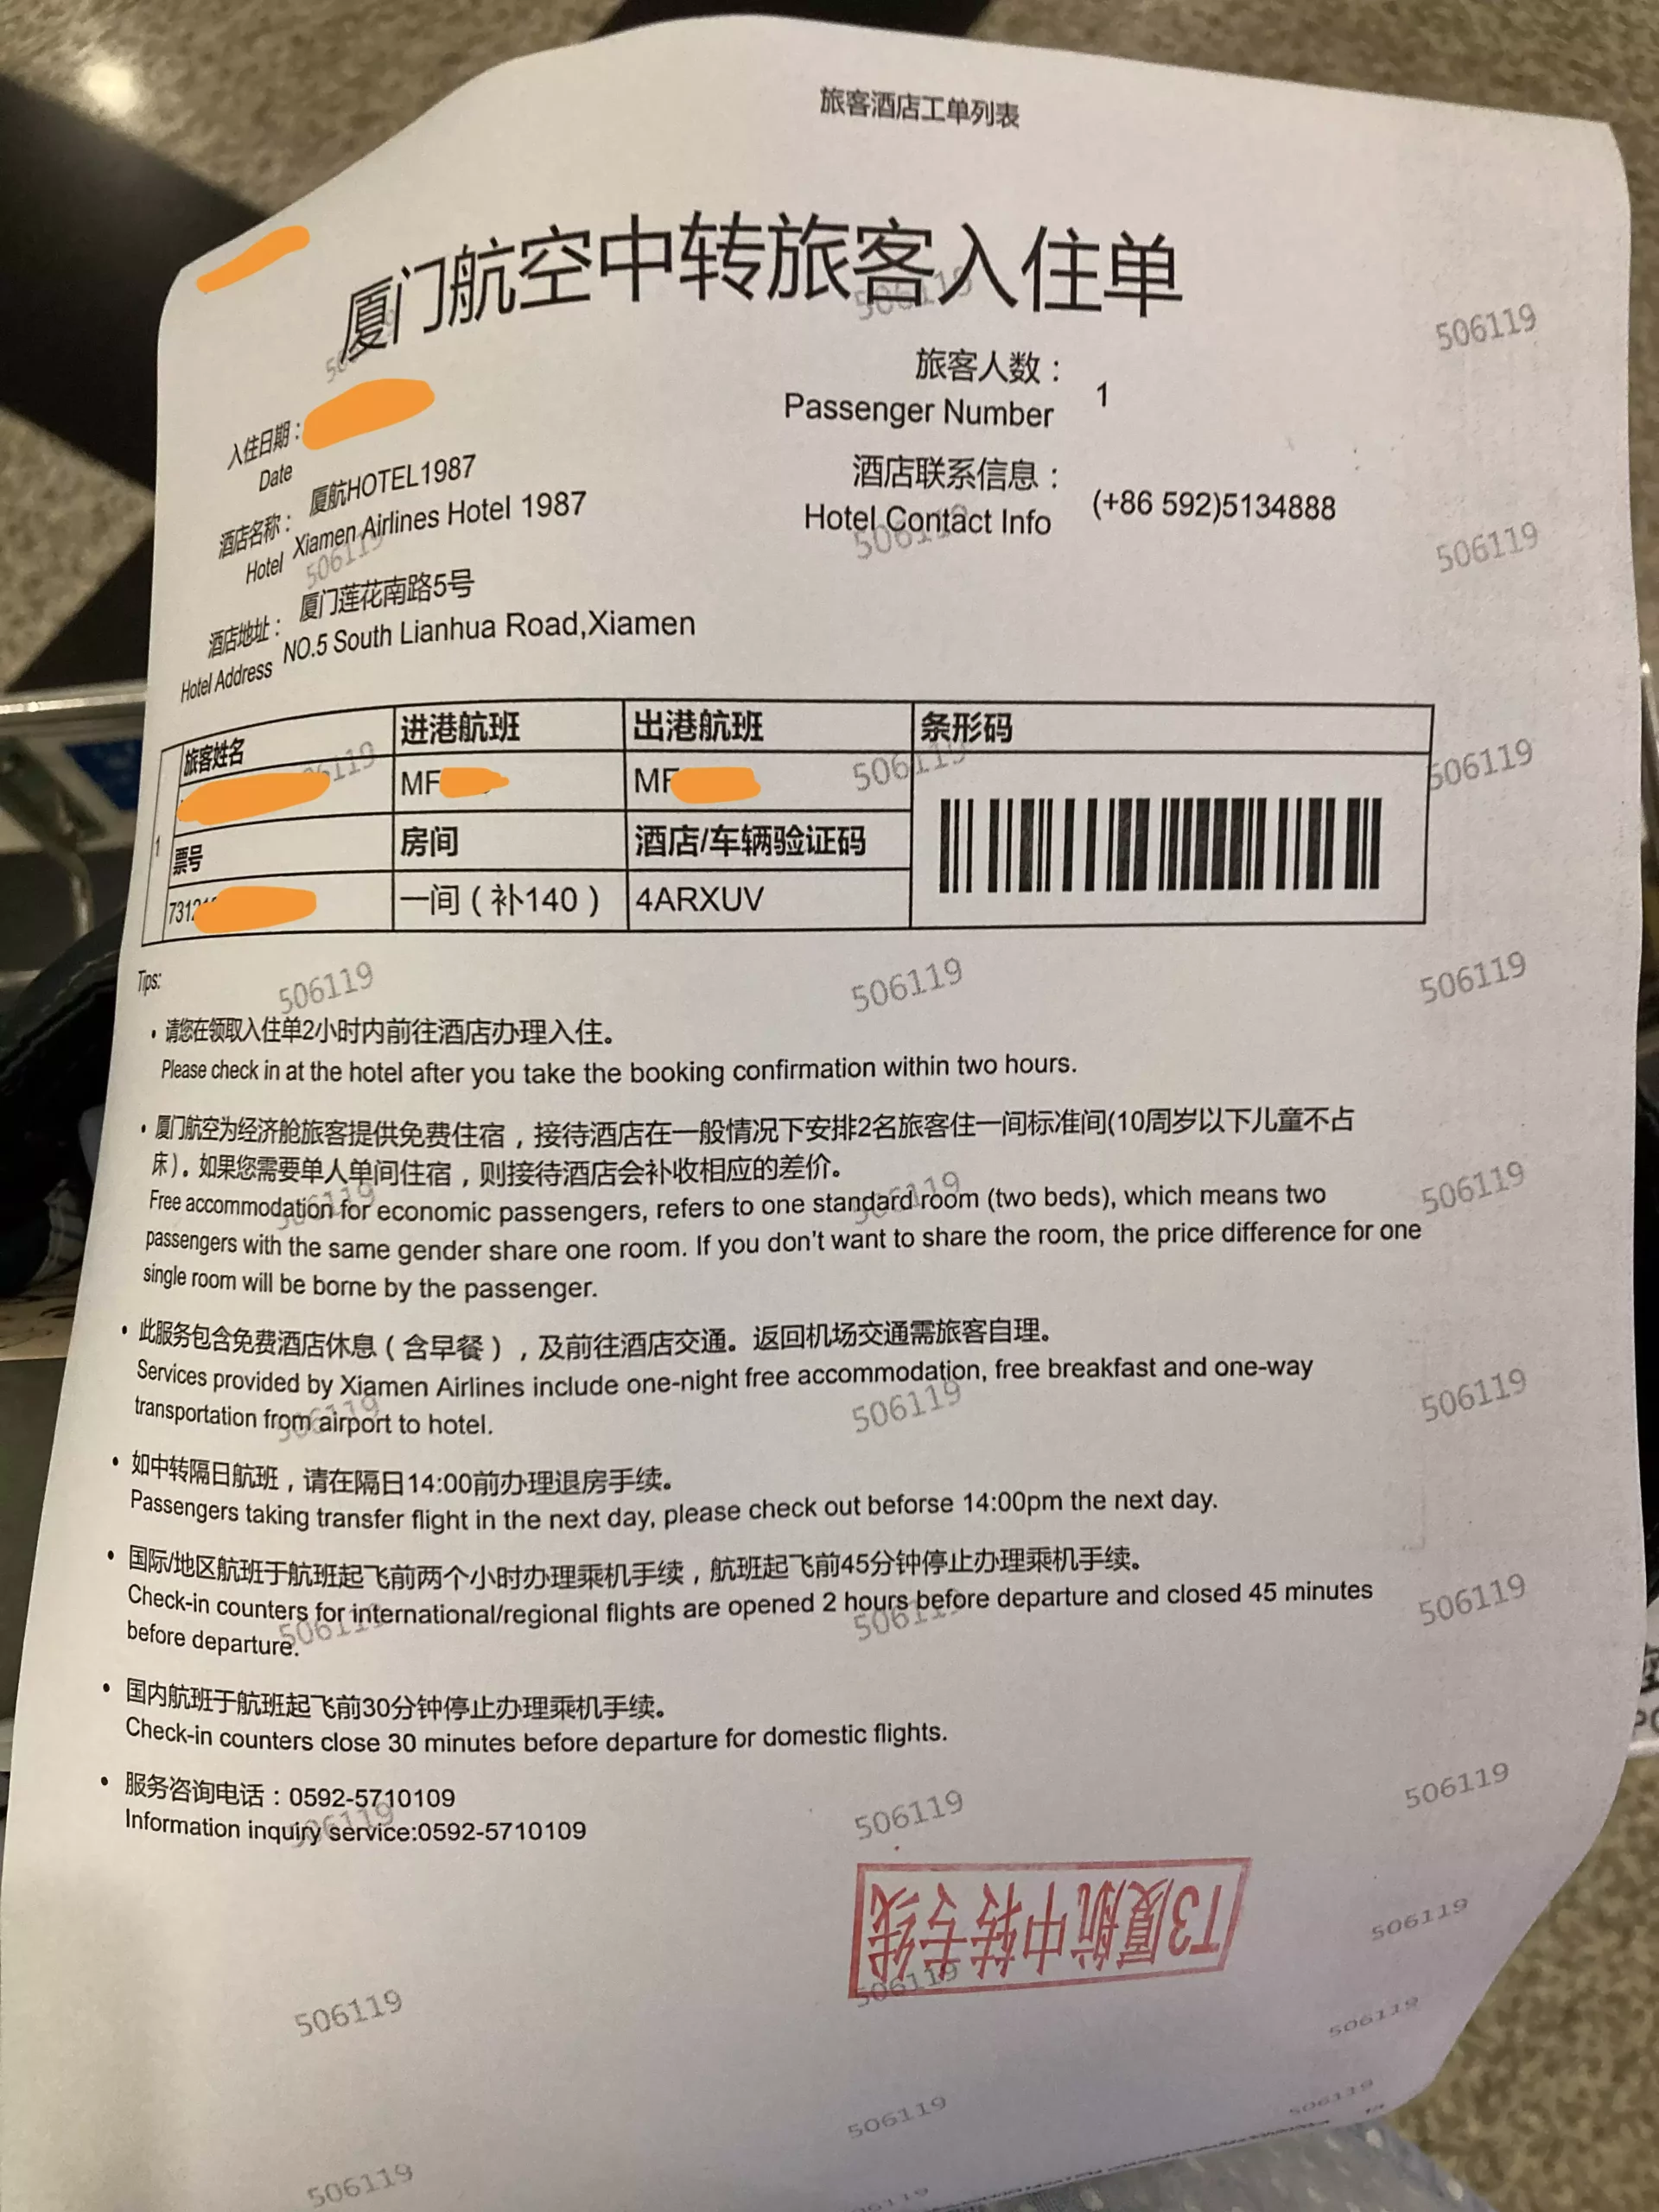 旅客酒店工单列表
厦门航空中转旅客入住单
旅客人数：
Passenger Number 1
入住日期：
Date
酒店联系信息：
Hotel Contact Info (+86 592)5134888
酒店名称： 厦航HOTEL1987
Hotel Xiamen Airlines Hotel 1987
酒店地址： 厦门莲花南路5号
Hotel Address NO.5 South Lianhua Road,Xiamen
旅客姓名 进港航班 出港航班 条形码
1 MF MF
票号 房间 酒店/车辆验证码
731 一间（补140） 4ARXUV
Tips:
• 请您在领取入住单2小时内前往酒店办理入住。
Please check in at the hotel after you take the booking confirmation within two hours.
• 厦门航空为经济舱旅客提供免费住宿，接待酒店在一般情况下安排2名旅客住一间标准间(10周岁以下儿童不占
床)。如果您需要单人单间住宿，则接待酒店会补收相应的差价。
Free accommodation for economic passengers, refers to one standard room (two beds), which means two
passengers with the same gender share one room. If you don't want to share the room, the price difference for one
single room will be borne by the passenger.
• 此服务包含免费酒店休息（含早餐），及前往酒店交通。返回机场交通需旅客自理。
Services provided by Xiamen Airlines include one-night free accommodation, free breakfast and one-way
transportation from airport to hotel.
• 如中转隔日航班，请在隔日14:00前办理退房手续。
Passengers taking transfer flight in the next day, please check out beforse 14:00pm the next day.
• 国际/地区航班于航班起飞前两个小时办理乘机手续，航班起飞前45分钟停止办理乘机手续。
Check-in counters for international/regional flights are opened 2 hours before departure and closed 45 minutes
before departure.
• 国内航班于航班起飞前30分钟停止办理乘机手续。
Check-in counters close 30 minutes before departure for domestic flights.
• 服务咨询电话：0592-5710109
Information inquiry service:0592-5710109
T3厦航中转专线
506119